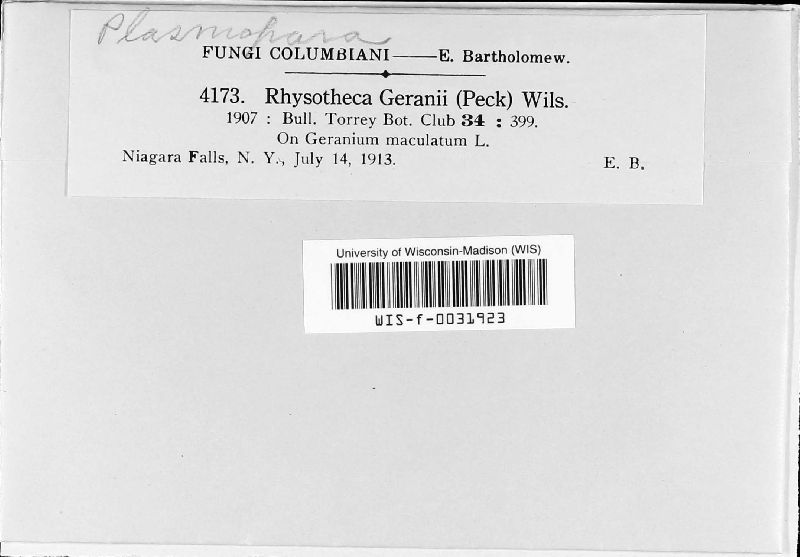 Plasmopara
FUNGI COLUMBIANI——E. Bartholomew.
4173. Rhysotheca Geranii (Peck) Wils.
1907 : Bull. Torrey Bot. Club 34 : 399.
On Geranium maculatum L.
Niagara Falls, N. Y., July 14, 1913. E. B.
University of Wisconsin-Madison (WIS)
WIS-f-0031923